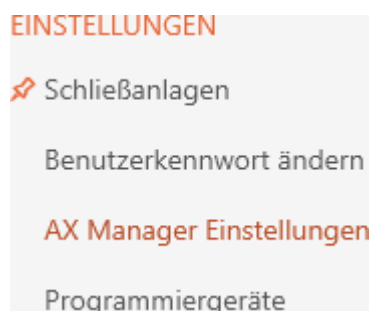 EINSTELLUNGEN
Schließanlagen
Benutzerkennwort ändern
AX Manager Einstellungen
Programmiergeräte